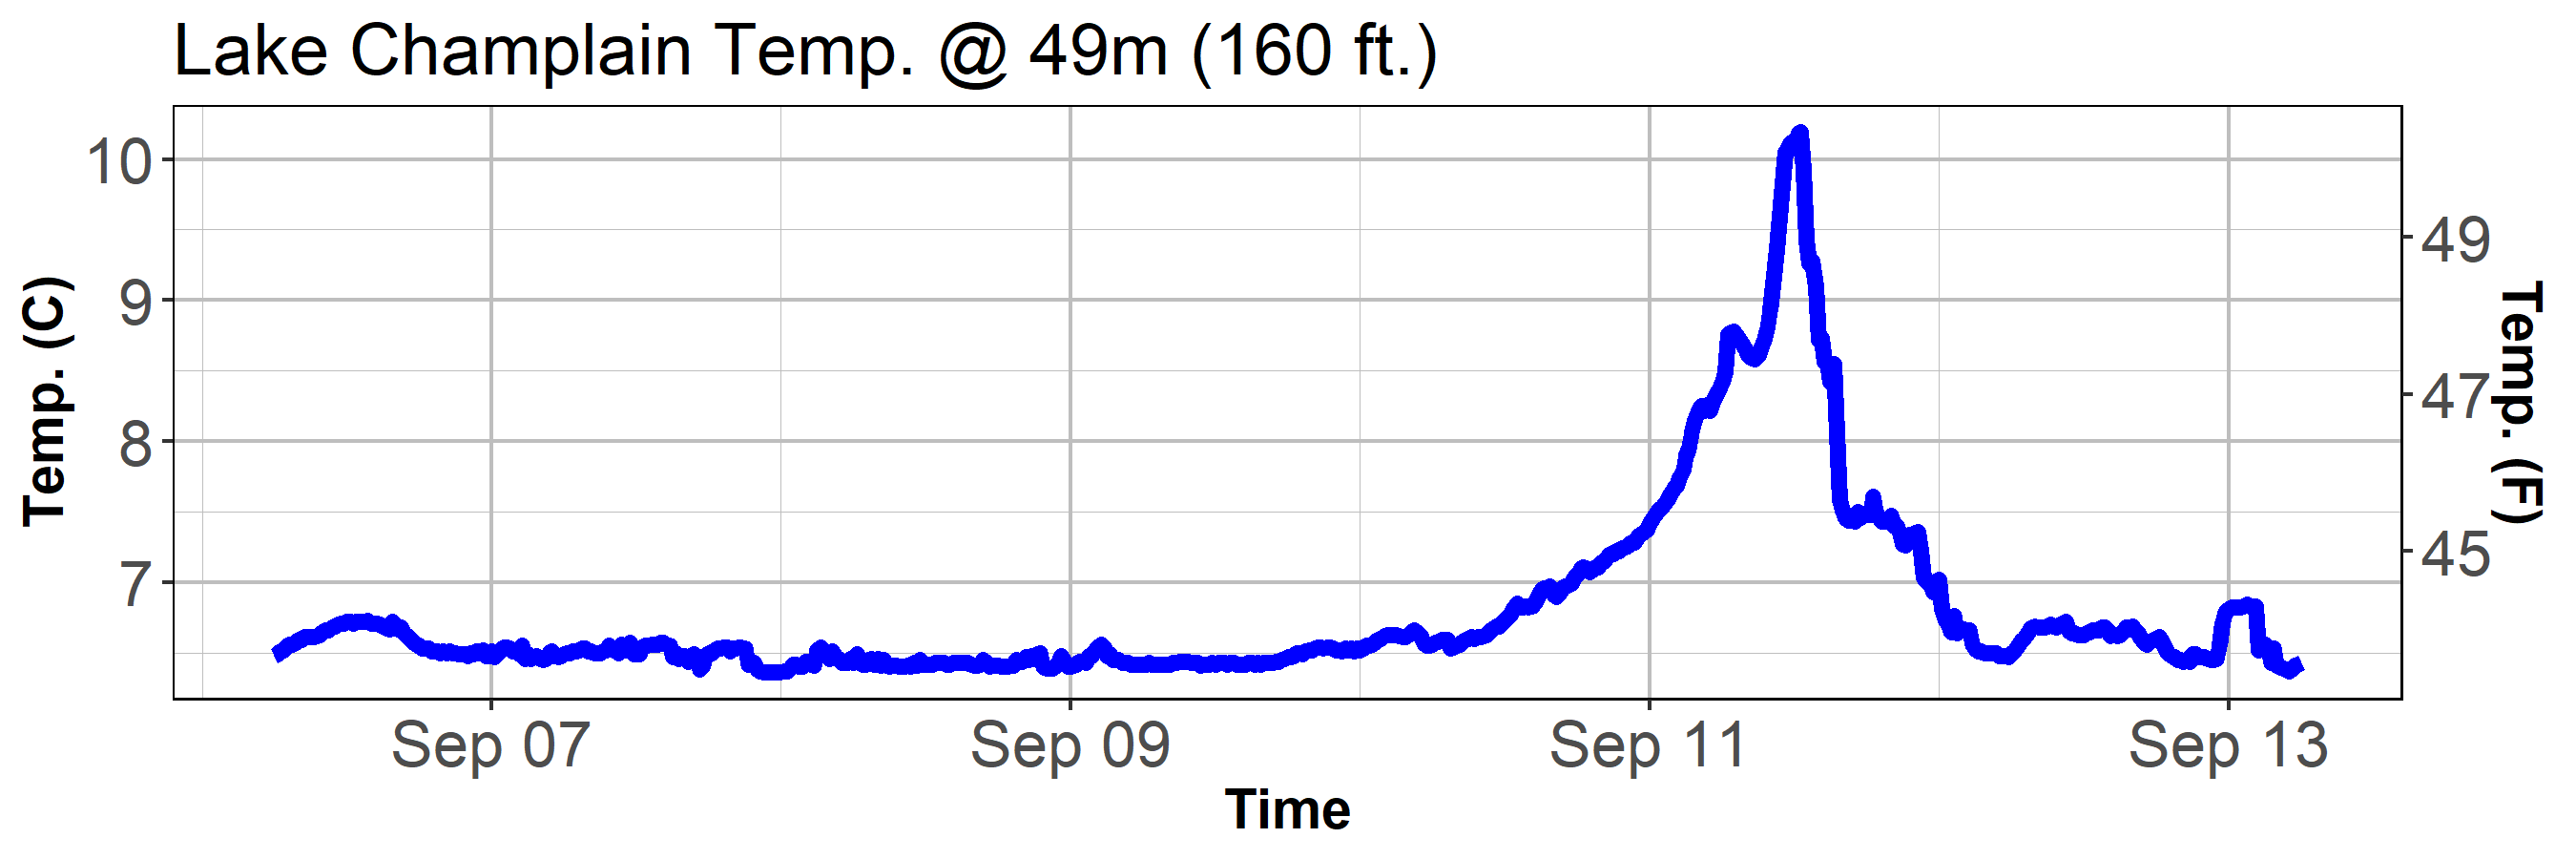 Lake Champlain Temp. @ 49m (160 ft.)
10
9
8
7
Temp. (C)
49
47
45
Temp. (F)
Sep 07 Sep 09 Sep 11 Sep 13
Time